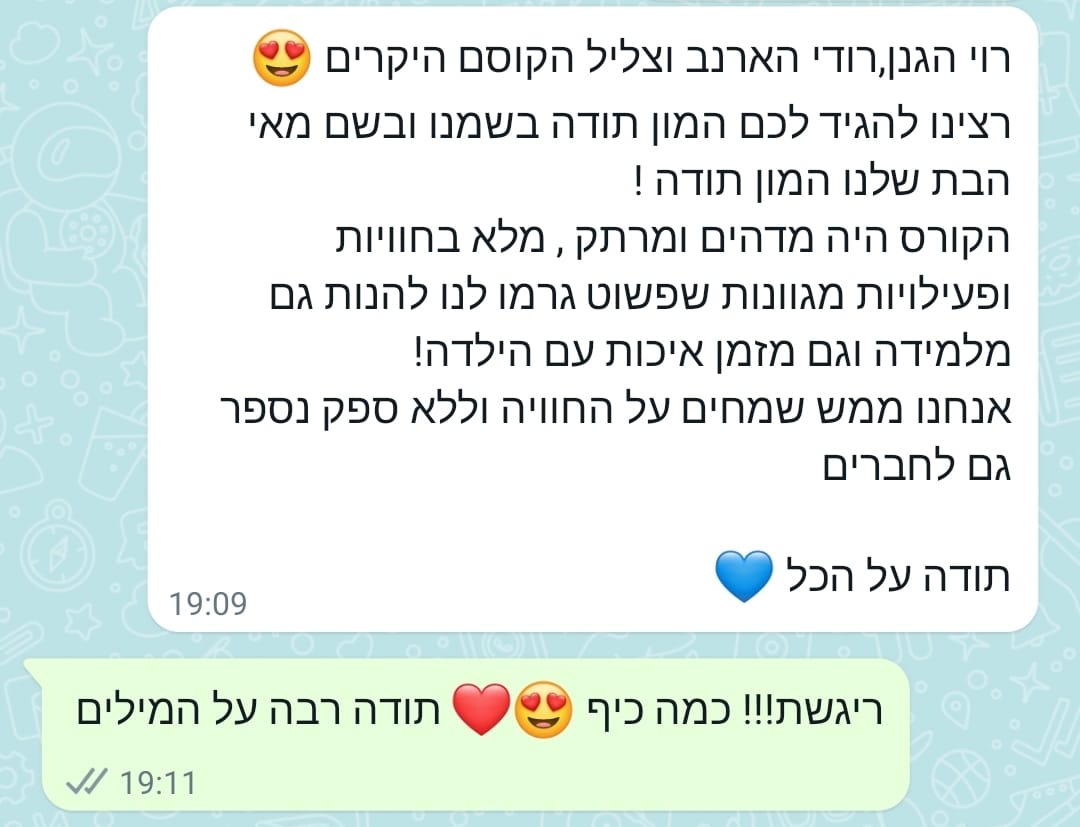 רוי הגנן,רודי הארנב וצליל הקוסם היקרים 😍
רצינו להגיד לכם המון תודה בשמנו ובשם מאי
הבת שלנו המון תודה !
הקורס היה מדהים ומרתק , מלא בחוויות
ופעילויות מגוונות שפשוט גרמו לנו להנות גם
מלמידה וגם מזמן איכות עם הילדה!
אנחנו ממש שמחים על החוויה וללא ספק נספר
גם לחברים
תודה על הכל 💙
19:09
ריגשת!!! כמה כיף 😍❤️ תודה רבה על המילים
19:11